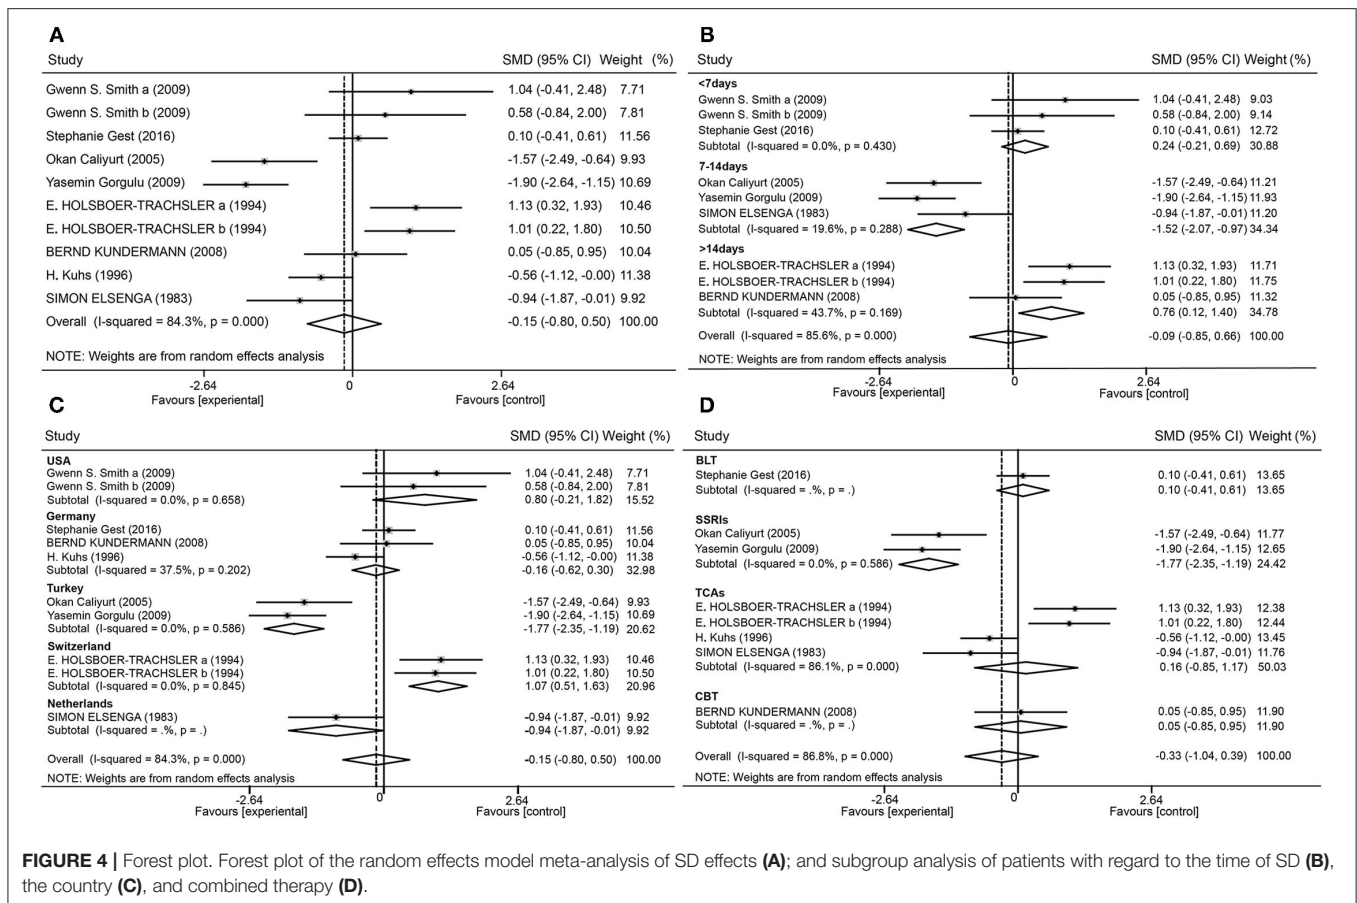 A
Study SMD (95% CI) Weight (%)
Gwenn S. Smith a (2009) 1.04 (-0.41, 2.48) 7.71
Gwenn S. Smith b (2009) 0.58 (-0.84, 2.00) 7.81
Stephanie Gest (2016) 0.10 (-0.41, 0.61) 11.56
Okan Caliyurt (2005) -1.57 (-2.49, -0.64) 9.93
Yasemin Gorgulu (2009) -1.90 (-2.64, -1.15) 10.69
E. HOLSBOER-TRACHSLER a (1994) 1.13 (0.32, 1.93) 10.46
E. HOLSBOER-TRACHSLER b (1994) 1.01 (0.22, 1.80) 10.50
BERND KUNDERMANN (2008) 0.05 (-0.85, 0.95) 10.04
H. Kuhs (1996) -0.56 (-1.12, -0.00) 11.38
SIMON ELSENGA (1983) -0.94 (-1.87, -0.01) 9.92
Overall (I-squared = 84.3%, p = 0.000) -0.15 (-0.80, 0.50) 100.00
NOTE: Weights are from random effects analysis
-2.64 0 2.64
Favours [experiental] Favours [control]
B
Study SMD (95% CI) Weight (%)
<7days
Gwenn S. Smith a (2009) 1.04 (-0.41, 2.48) 9.03
Gwenn S. Smith b (2009) 0.58 (-0.84, 2.00) 9.14
Stephanie Gest (2016) 0.10 (-0.41, 0.61) 12.72
Subtotal (I-squared = 0.0%, p = 0.430) 0.24 (-0.21, 0.69) 30.88
7-14days
Okan Caliyurt (2005) -1.57 (-2.49, -0.64) 11.21
Yasemin Gorgulu (2009) -1.90 (-2.64, -1.15) 11.93
SIMON ELSENGA (1983) -0.94 (-1.87, -0.01) 11.20
Subtotal (I-squared = 19.6%, p = 0.288) -1.52 (-2.07, -0.97) 34.34
>14days
E. HOLSBOER-TRACHSLER a (1994) 1.13 (0.32, 1.93) 11.71
E. HOLSBOER-TRACHSLER b (1994) 1.01 (0.22, 1.80) 11.75
BERND KUNDERMANN (2008) 0.05 (-0.85, 0.95) 11.32
Subtotal (I-squared = 43.7%, p = 0.169) 0.76 (0.12, 1.40) 34.78
Overall (I-squared = 85.6%, p = 0.000) -0.09 (-0.85, 0.66) 100.00
NOTE: Weights are from random effects analysis
-2.64 0 2.64
Favours [experiental] Favours [control]
C
Study SMD (95% CI) Weight (%)
USA
Gwenn S. Smith a (2009) 1.04 (-0.41, 2.48) 7.71
Gwenn S. Smith b (2009) 0.58 (-0.84, 2.00) 7.81
Subtotal (I-squared = 0.0%, p = 0.658) 0.80 (-0.21, 1.82) 15.52
Germany
Stephanie Gest (2016) 0.10 (-0.41, 0.61) 11.56
BERND KUNDERMANN (2008) 0.05 (-0.85, 0.95) 10.04
H. Kuhs (1996) -0.56 (-1.12, -0.00) 11.38
Subtotal (I-squared = 37.5%, p = 0.202) -0.16 (-0.62, 0.30) 32.98
Turkey
Okan Caliyurt (2005) -1.57 (-2.49, -0.64) 9.93
Yasemin Gorgulu (2009) -1.90 (-2.64, -1.15) 10.69
Subtotal (I-squared = 0.0%, p = 0.586) -1.77 (-2.35, -1.19) 20.62
Switzerland
E. HOLSBOER-TRACHSLER a (1994) 1.13 (0.32, 1.93) 10.46
E. HOLSBOER-TRACHSLER b (1994) 1.01 (0.22, 1.80) 10.50
Subtotal (I-squared = 0.0%, p = 0.845) 1.07 (0.51, 1.63) 20.96
Netherlands
SIMON ELSENGA (1983) -0.94 (-1.87, -0.01) 9.92
Subtotal (I-squared = .%, p = .) -0.94 (-1.87, -0.01) 9.92
Overall (I-squared = 84.3%, p = 0.000) -0.15 (-0.80, 0.50) 100.00
NOTE: Weights are from random effects analysis
-2.64 0 2.64
Favours [experiental] Favours [control]
D
Study SMD (95% CI) Weight (%)
BLT
Stephanie Gest (2016) 0.10 (-0.41, 0.61) 13.65
Subtotal (I-squared = .%, p = .) 0.10 (-0.41, 0.61) 13.65
SSRIs
Okan Caliyurt (2005) -1.57 (-2.49, -0.64) 11.77
Yasemin Gorgulu (2009) -1.90 (-2.64, -1.15) 12.65
Subtotal (I-squared = 0.0%, p = 0.586) -1.77 (-2.35, -1.19) 24.42
TCAs
E. HOLSBOER-TRACHSLER a (1994) 1.13 (0.32, 1.93) 12.38
E. HOLSBOER-TRACHSLER b (1994) 1.01 (0.22, 1.80) 12.44
H. Kuhs (1996) -0.56 (-1.12, -0.00) 13.45
SIMON ELSENGA (1983) -0.94 (-1.87, -0.01) 11.76
Subtotal (I-squared = 86.1%, p = 0.000) 0.16 (-0.85, 1.17) 50.03
CBT
BERND KUNDERMANN (2008) 0.05 (-0.85, 0.95) 11.90
Subtotal (I-squared = .%, p = .) 0.05 (-0.85, 0.95) 11.90
Overall (I-squared = 86.8%, p = 0.000) -0.33 (-1.04, 0.39) 100.00
NOTE: Weights are from random effects analysis
-2.64 0 2.64
Favours [experiental] Favours [control]
FIGURE 4 | Forest plot. Forest plot of the random effects model meta-analysis of SD effects (A); and subgroup analysis of patients with regard to the time of SD (B),
the country (C), and combined therapy (D).